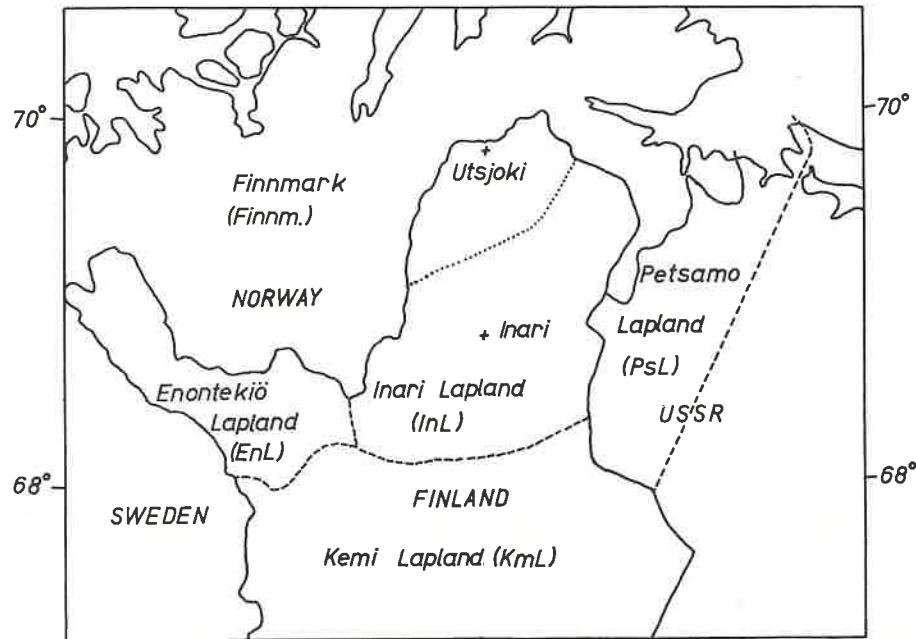 70°
70°
Utsjoki
Finnmark
(Finnm.)
Petsamo
NORWAY
Inari
Lapland
(PsL)
Enontekiö
Lapland
(EnL)
Inari Lapland
(InL)
USSR
68°
68°
SWEDEN
FINLAND
Kemi Lapland (KmL)